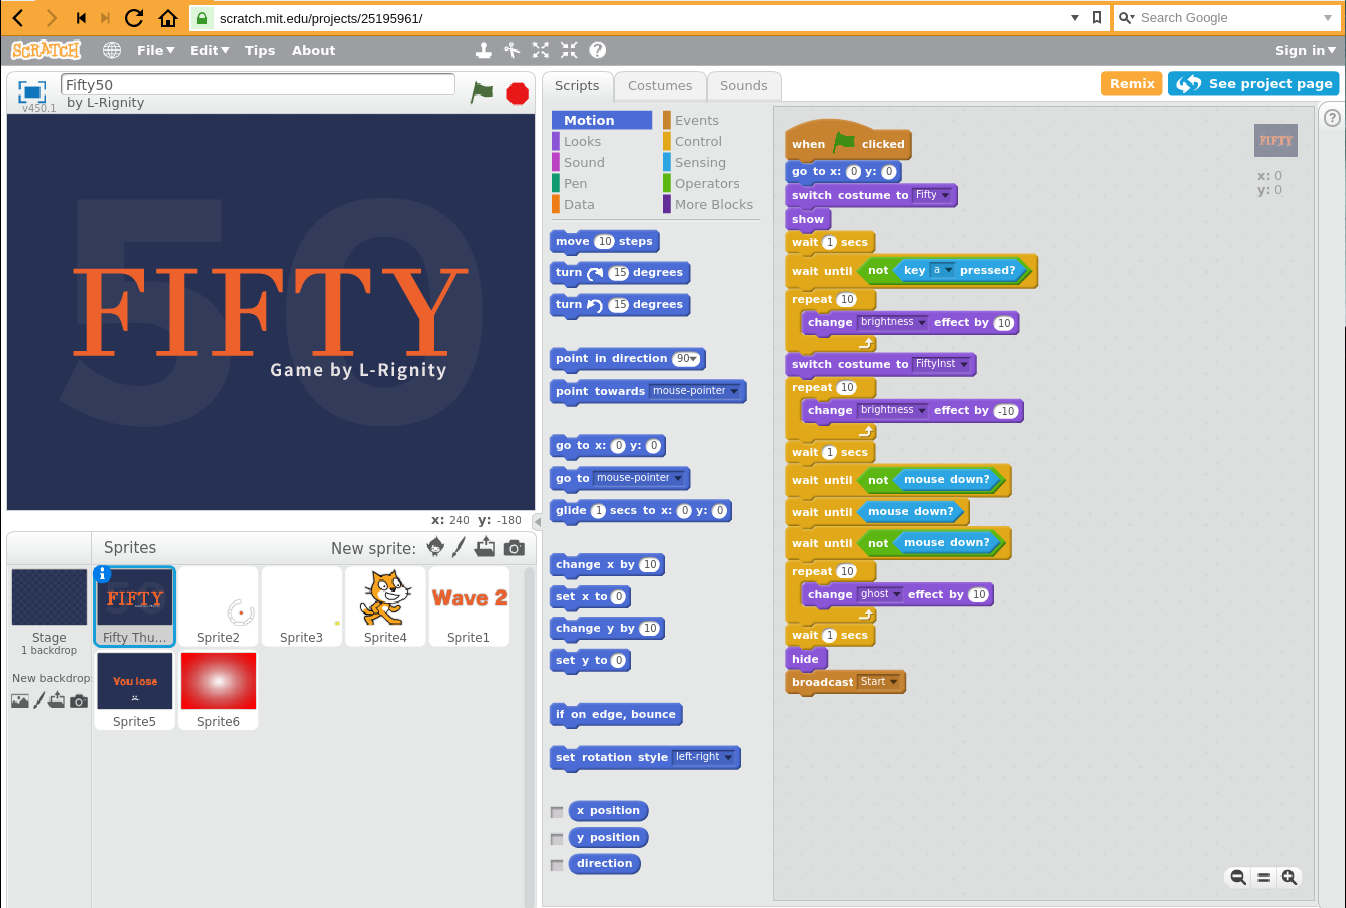 scratch.mit.edu/projects/25195961/
Search Google
SCRATCH
File
Edit
Tips
About
Sign in
v450.1
Fifty50
by L-Rignity
50
FIFTY
Game by L-Rignity
x: 240 y: -180
Sprites
New sprite:
Stage
1 backdrop
New backdrop:
FIFTY
Fifty Thu...
Sprite2
Sprite3
Sprite4
Wave 2
Sprite1
You lose
Sprite5
Sprite6
Scripts
Costumes
Sounds
Remix
See project page
Motion
Looks
Sound
Pen
Data
Events
Control
Sensing
Operators
More Blocks
move 10 steps
turn 15 degrees
turn 15 degrees
point in direction 90
point towards mouse-pointer
go to x: 0 y: 0
go to mouse-pointer
glide 1 secs to x: 0 y: 0
change x by 10
set x to 0
change y by 10
set y to 0
if on edge, bounce
set rotation style left-right
x position
y position
direction
when clicked
go to x: 0 y: 0
switch costume to Fifty
show
wait 1 secs
wait until not key a pressed?
repeat 10
change brightness effect by 10
switch costume to FiftyInst
repeat 10
change brightness effect by -10
wait 1 secs
wait until not mouse down?
wait until mouse down?
wait until not mouse down?
repeat 10
change ghost effect by 10
wait 1 secs
hide
broadcast Start
FIFTY
x: 0
y: 0